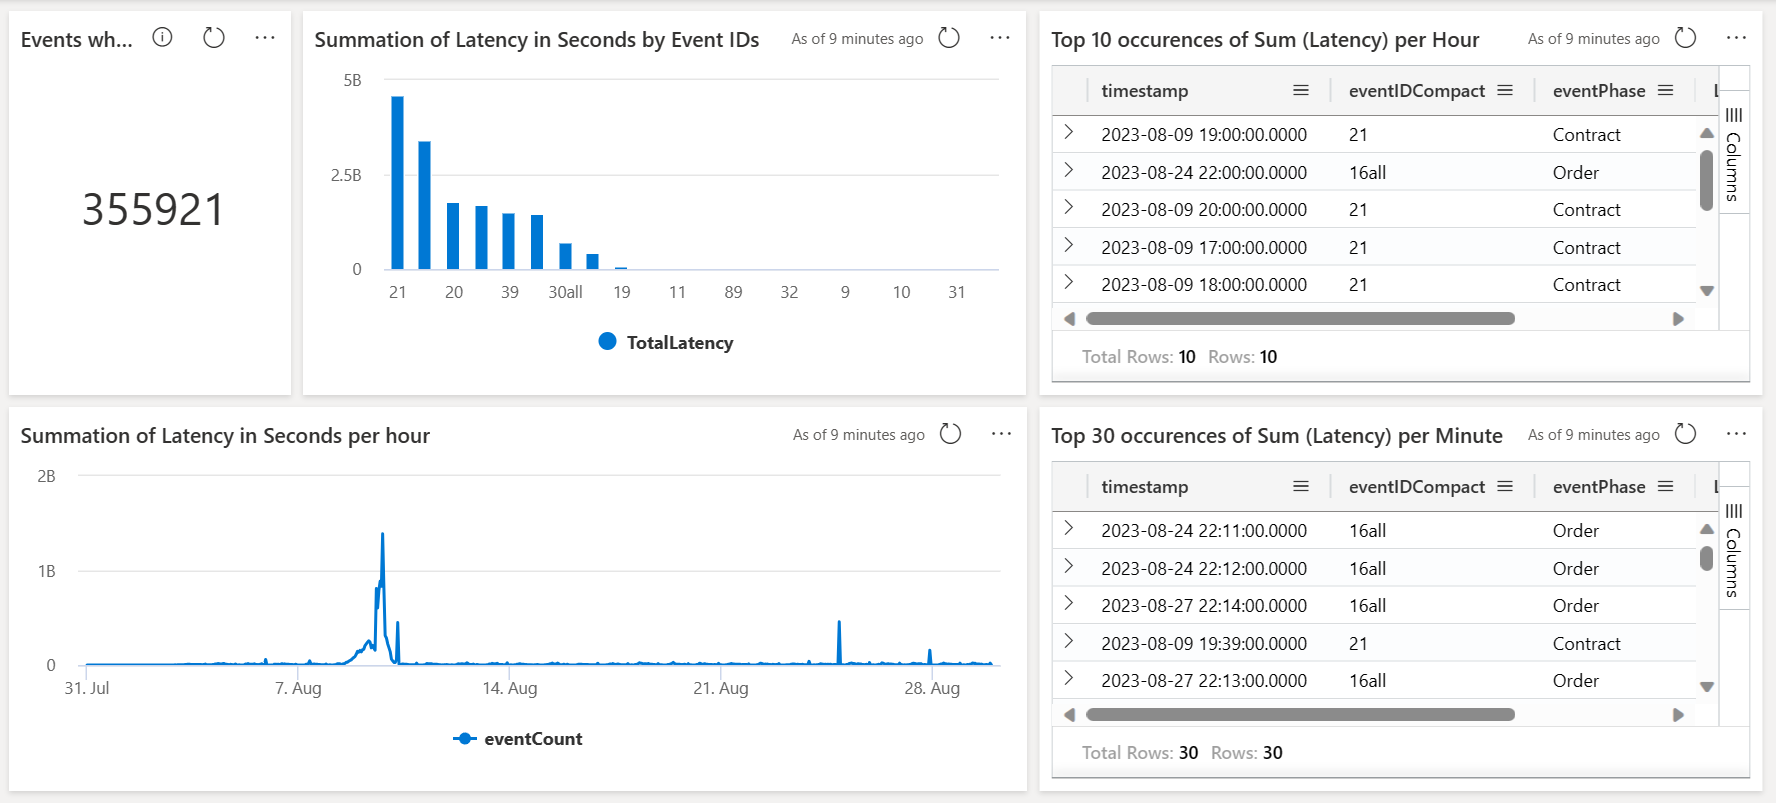 Events wh...
355921
Summation of Latency in Seconds by Event IDs
As of 9 minutes ago
5B
2.5B
0
21 20 39 30all 19 11 89 32 9 10 31
TotalLatency
Top 10 occurences of Sum (Latency) per Hour
As of 9 minutes ago
timestamp eventIDCompact eventPhase L
2023-08-09 19:00:00.0000 21 Contract
2023-08-24 22:00:00.0000 16all Order
2023-08-09 20:00:00.0000 21 Contract
2023-08-09 17:00:00.0000 21 Contract
2023-08-09 18:00:00.0000 21 Contract
Columns
Total Rows: 10 Rows: 10
Summation of Latency in Seconds per hour
As of 9 minutes ago
2B
1B
0
31. Jul 7. Aug 14. Aug 21. Aug 28. Aug
eventCount
Top 30 occurences of Sum (Latency) per Minute
As of 9 minutes ago
timestamp eventIDCompact eventPhase L
2023-08-24 22:11:00.0000 16all Order
2023-08-24 22:12:00.0000 16all Order
2023-08-27 22:14:00.0000 16all Order
2023-08-09 19:39:00.0000 21 Contract
2023-08-27 22:13:00.0000 16all Order
Columns
Total Rows: 30 Rows: 30